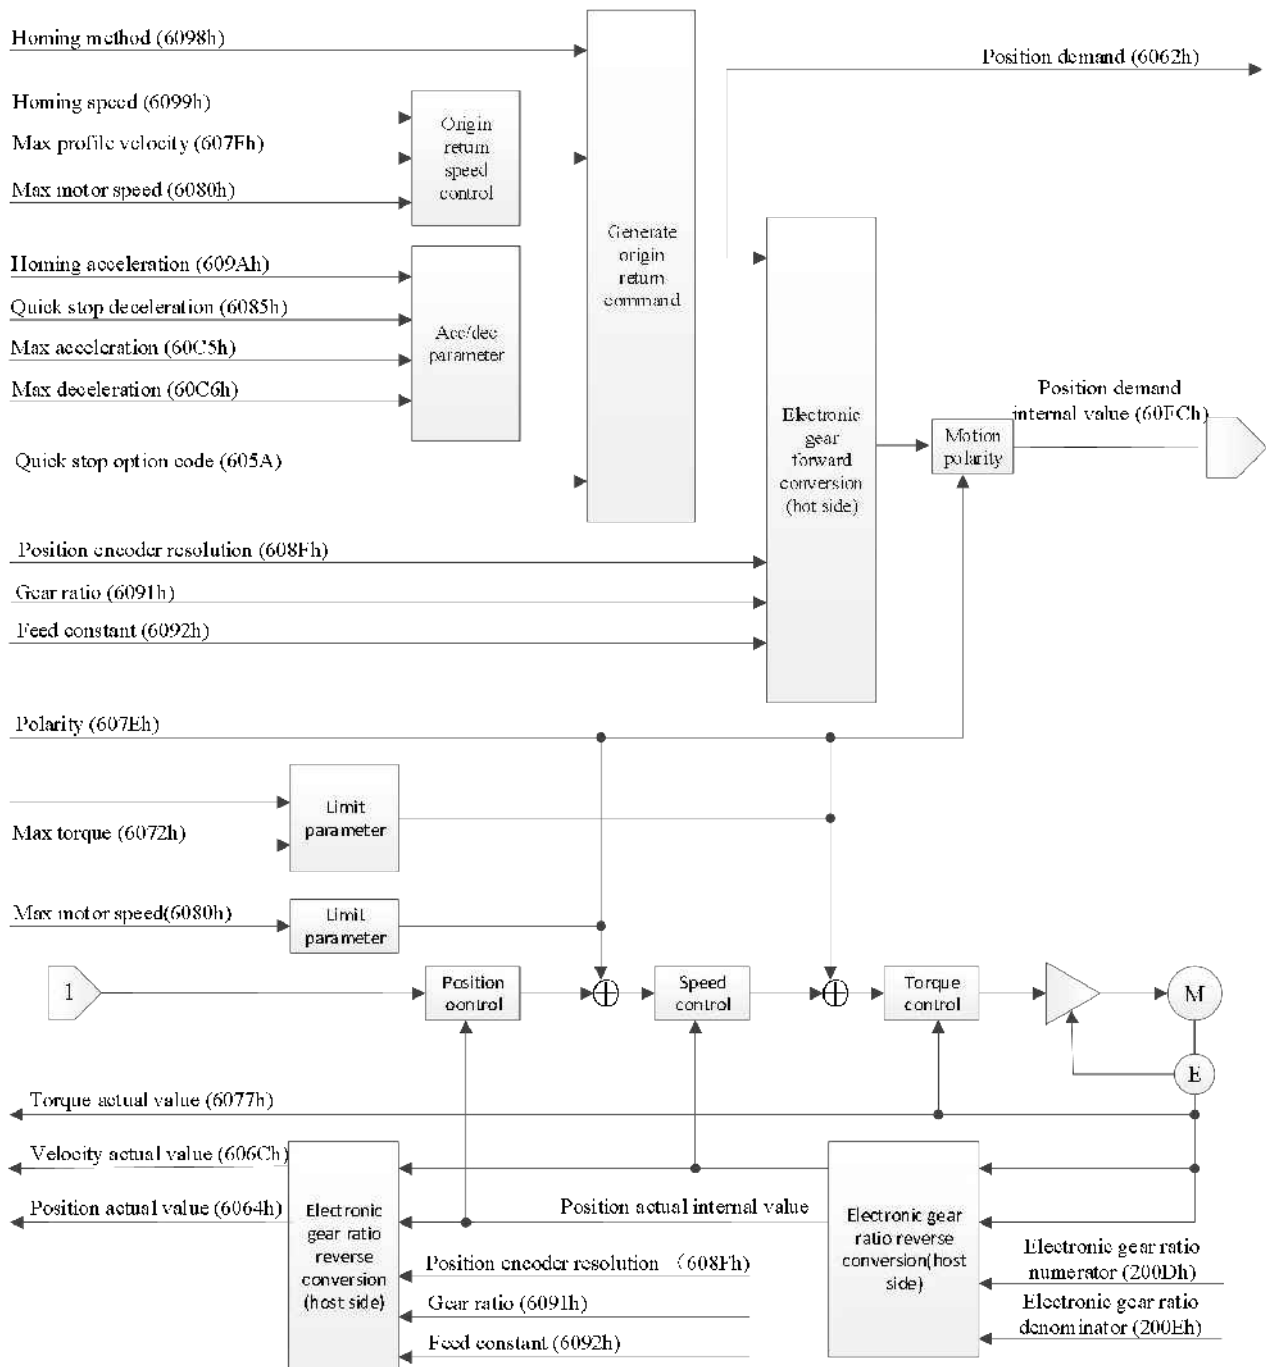 Homing method (6098h)
Position demand (6062h)
Homing speed (6099h)
Max profile velocity (607Fh)
Max motor speed (6080h)
Origin
return
speed
control
Generate
origin
return
command
Homing acceleration (609Ah)
Quick stop deceleration (6085h)
Max acceleration (60C5h)
Max deceleration (60C6h)
Acc/dec
parameter
Quick stop option code (605A)
Electronic
gear
forward
conversion
(hot side)
Motion
polarity
Position demand
internal value (60FCh)
Position encoder resolution (608Fh)
Gear ratio (6091h)
Feed constant (6092h)
Polarity (607Eh)
Max torque (6072h)
Limit
parameter
Max motor speed(6080h)
Limit
parameter
1
Position
control
Speed
control
Torque
control
M
E
Torque actual value (6077h)
Velocity actual value (606Ch)
Position actual value (6064h)
Electronic
gear ratio
reverse
conversion
(host side)
Position actual internal value
Position encoder resolution （608Fh)
Gear ratio (6091h)
Feed constant (6092h)
Electronic gear
ratio reverse
conversion(host
side)
Electronic gear ratio
numerator (200Dh)
Electronic gear ratio
denominator (200Eh)